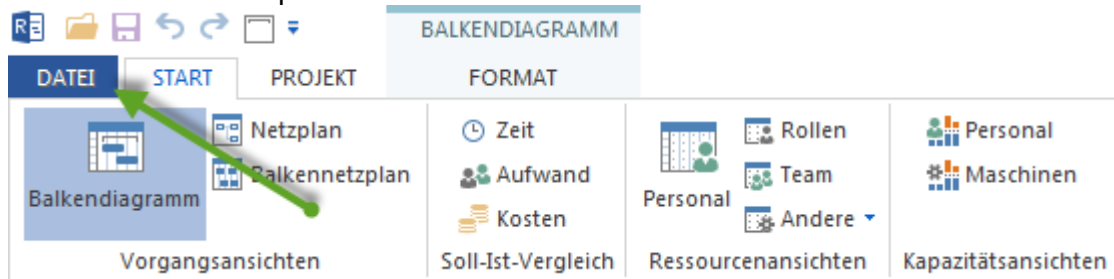 BALKENDIAGRAMM
DATEI START PROJEKT FORMAT
Netzplan Zeit Rollen Personal
Balkennetzplan Aufwand Team Maschinen
Balkendiagramm Kosten Personal Andere
Vorgangsansichten Soll-Ist-Vergleich Ressourcenansichten Kapazitätsansichten